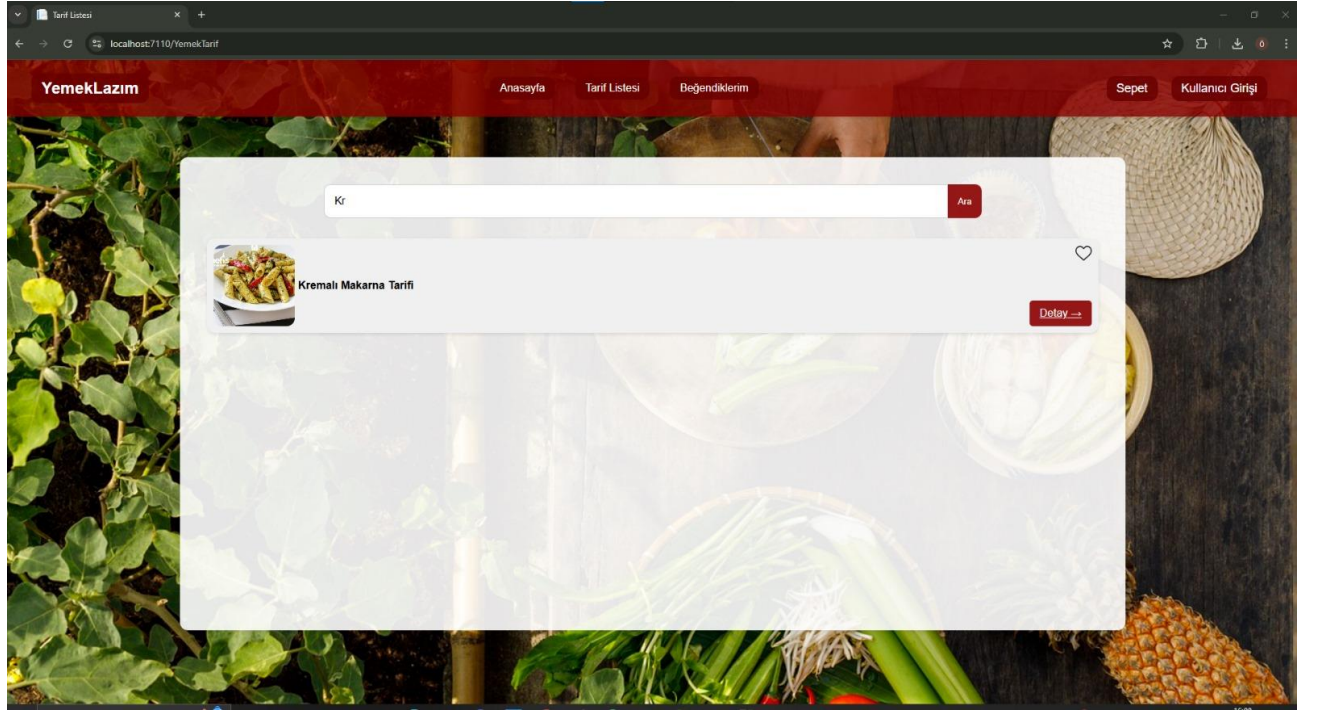 Tarif Listesi
localhost:7110/YemekTarif
YemekLazım Anasayfa Tarif Listesi Beğendiklerim Sepet Kullanıcı Girişi
Kr Ara
Kremalı Makarna Tarifi
Detay →